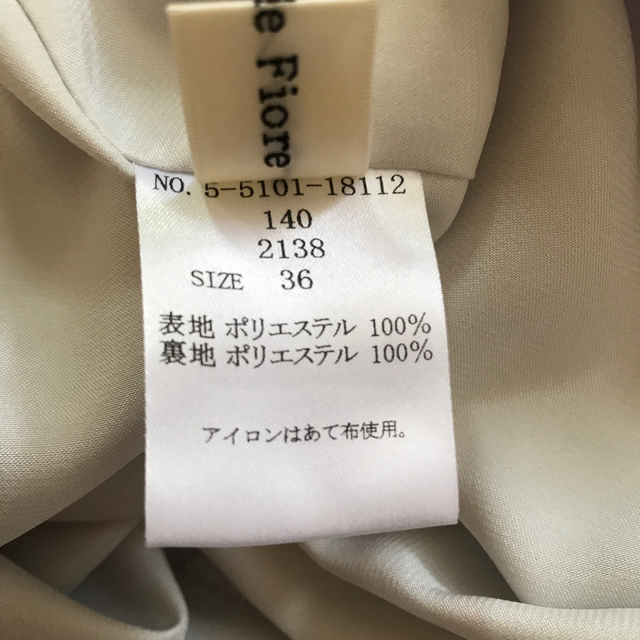 Fiore
NO. 5-5101-18112
140
2138
SIZE 36
表地 ポリエステル 100%
裏地 ポリエステル 100%
アイロンはあて布使用。